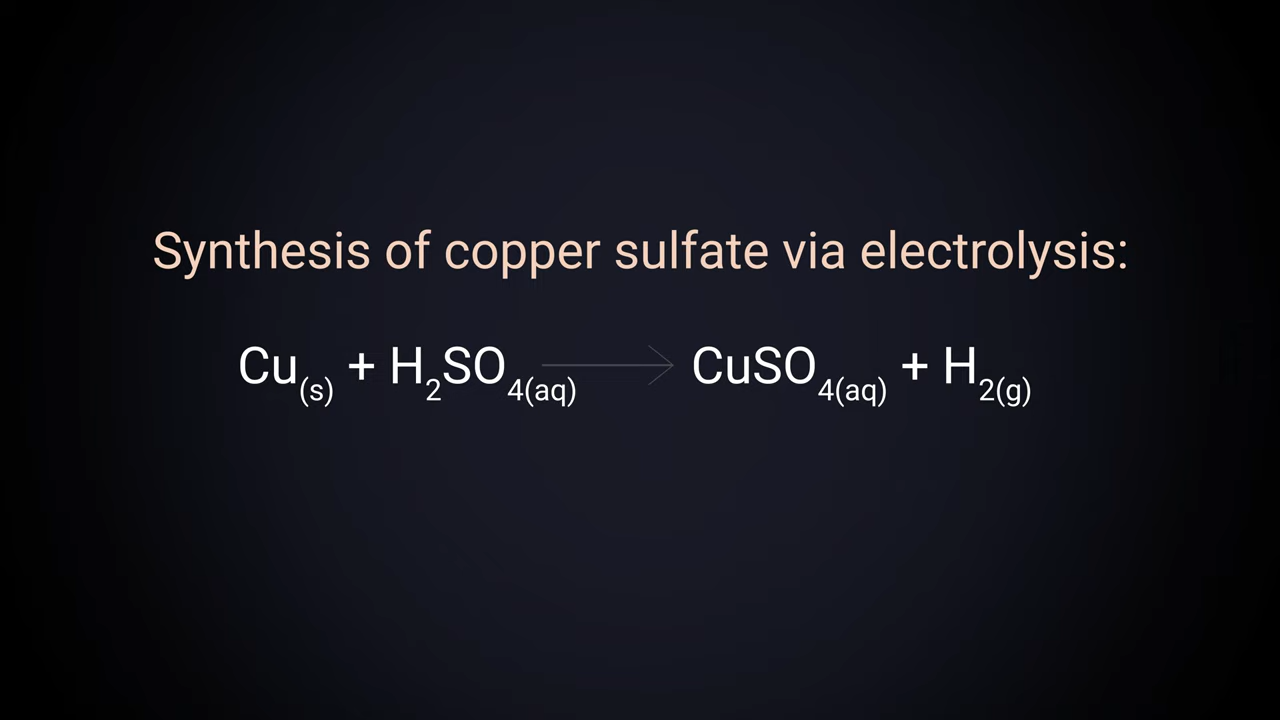 Synthesis of copper sulfate via electrolysis:
Cu(s) + H2SO4(aq) → CuSO4(aq) + H2(g)